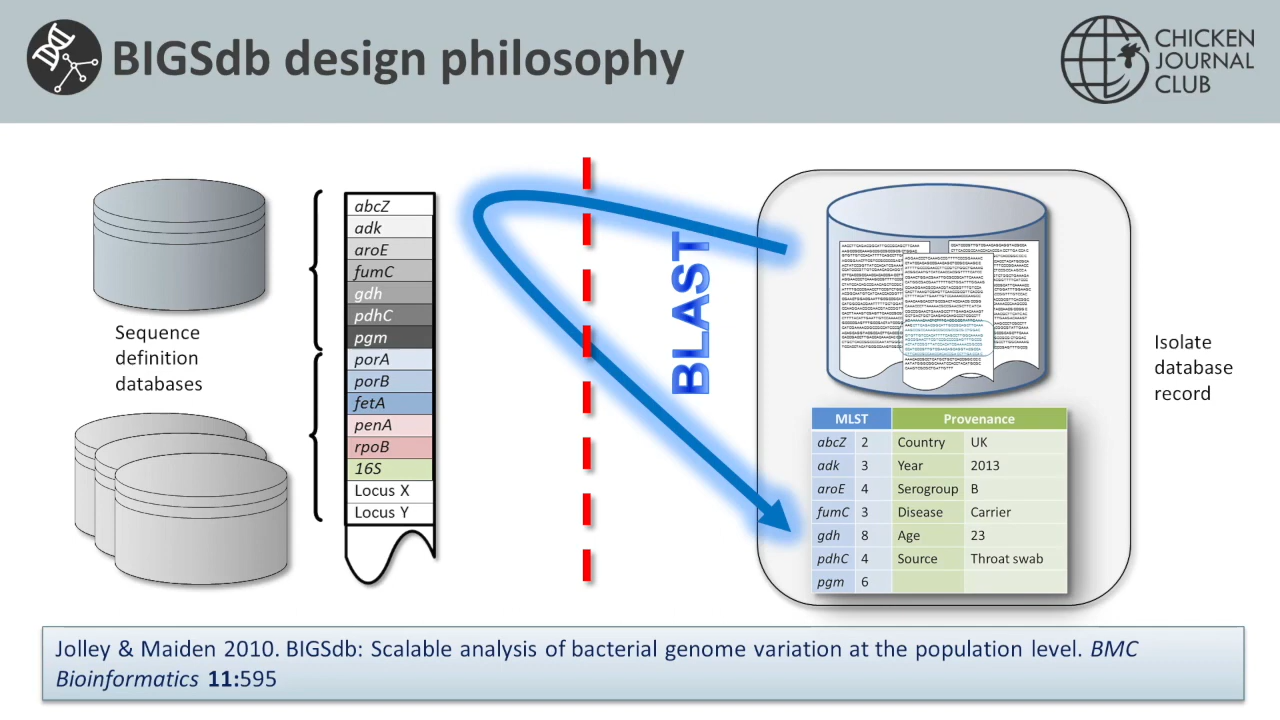 BIGSdb design philosophy
CHICKEN
JOURNAL
CLUB
Sequence
definition
databases
abcZ
adk
aroE
fumC
gdh
pdhC
pgm
porA
porB
fetA
penA
rpoB
16S
Locus X
Locus Y
BLAST
MLST Provenance
abcZ 2 Country UK
adk 3 Year 2013
aroE 4 Serogroup B
fumC 3 Disease Carrier
gdh 8 Age 23
pdhC 4 Source Throat swab
pgm 6
Isolate
database
record
Jolley & Maiden 2010. BIGSdb: Scalable analysis of bacterial genome variation at the population level. BMC
Bioinformatics 11:595